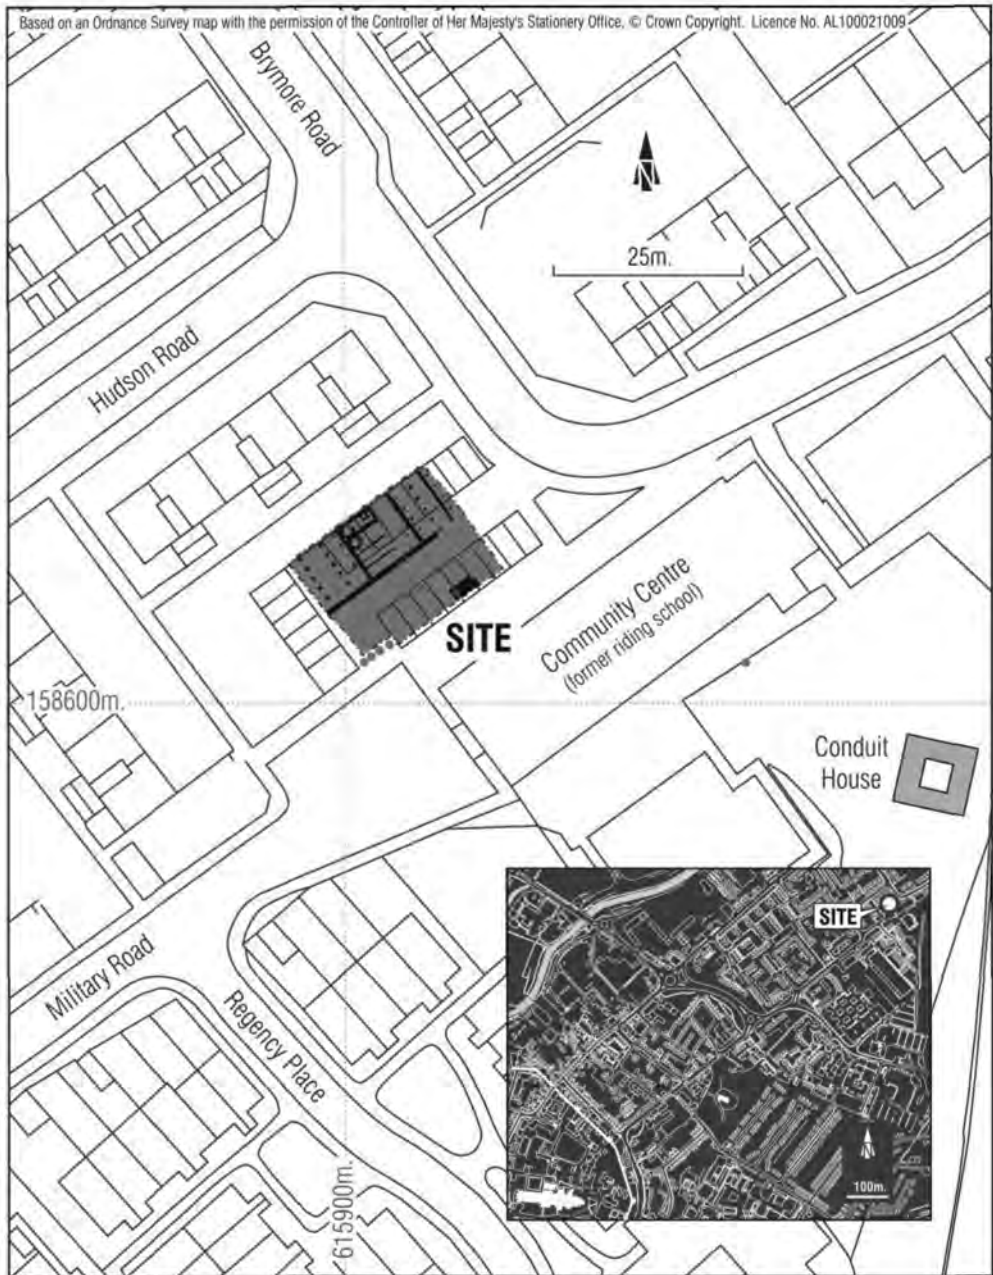 Based on an Ordnance Survey map with the permission of the Controller of Her Majesty's Stationery Office, © Crown Copyright. Licence No. AL100021009
Brymore Road
N
25m.
Hudson Road
SITE
Community Centre
(former riding school)
158600m.
Conduit
House
SITE
Military Road
Regency Place
615900m.
N
100m.